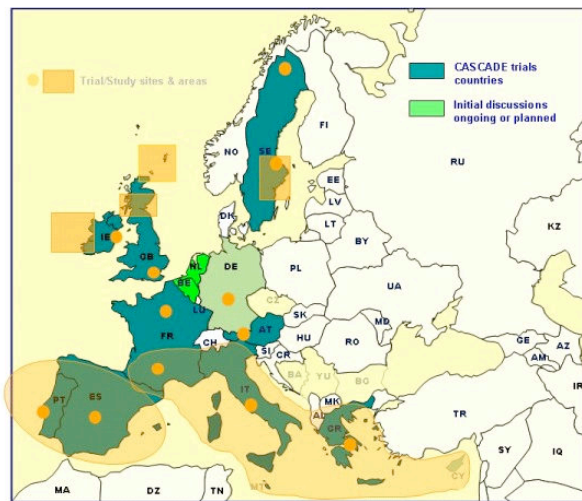 CASCADE trials
countries
Trial/Study sites & areas
Initial discussions
ongoing or planned
FI
NO
SE
RU
EE
LV
DK
LT
KZ
IE
BY
GB
NL
DE
PL
BE
UA
LU
CZ
SK
FR
AT
MD
CH
HU
RO
SI
CR
GE
AZ
BA
YU
AM
BG
PT
ES
IT
MK
IR
AL
TR
GR
SY
IQ
CY
MT
MA
DZ
TN